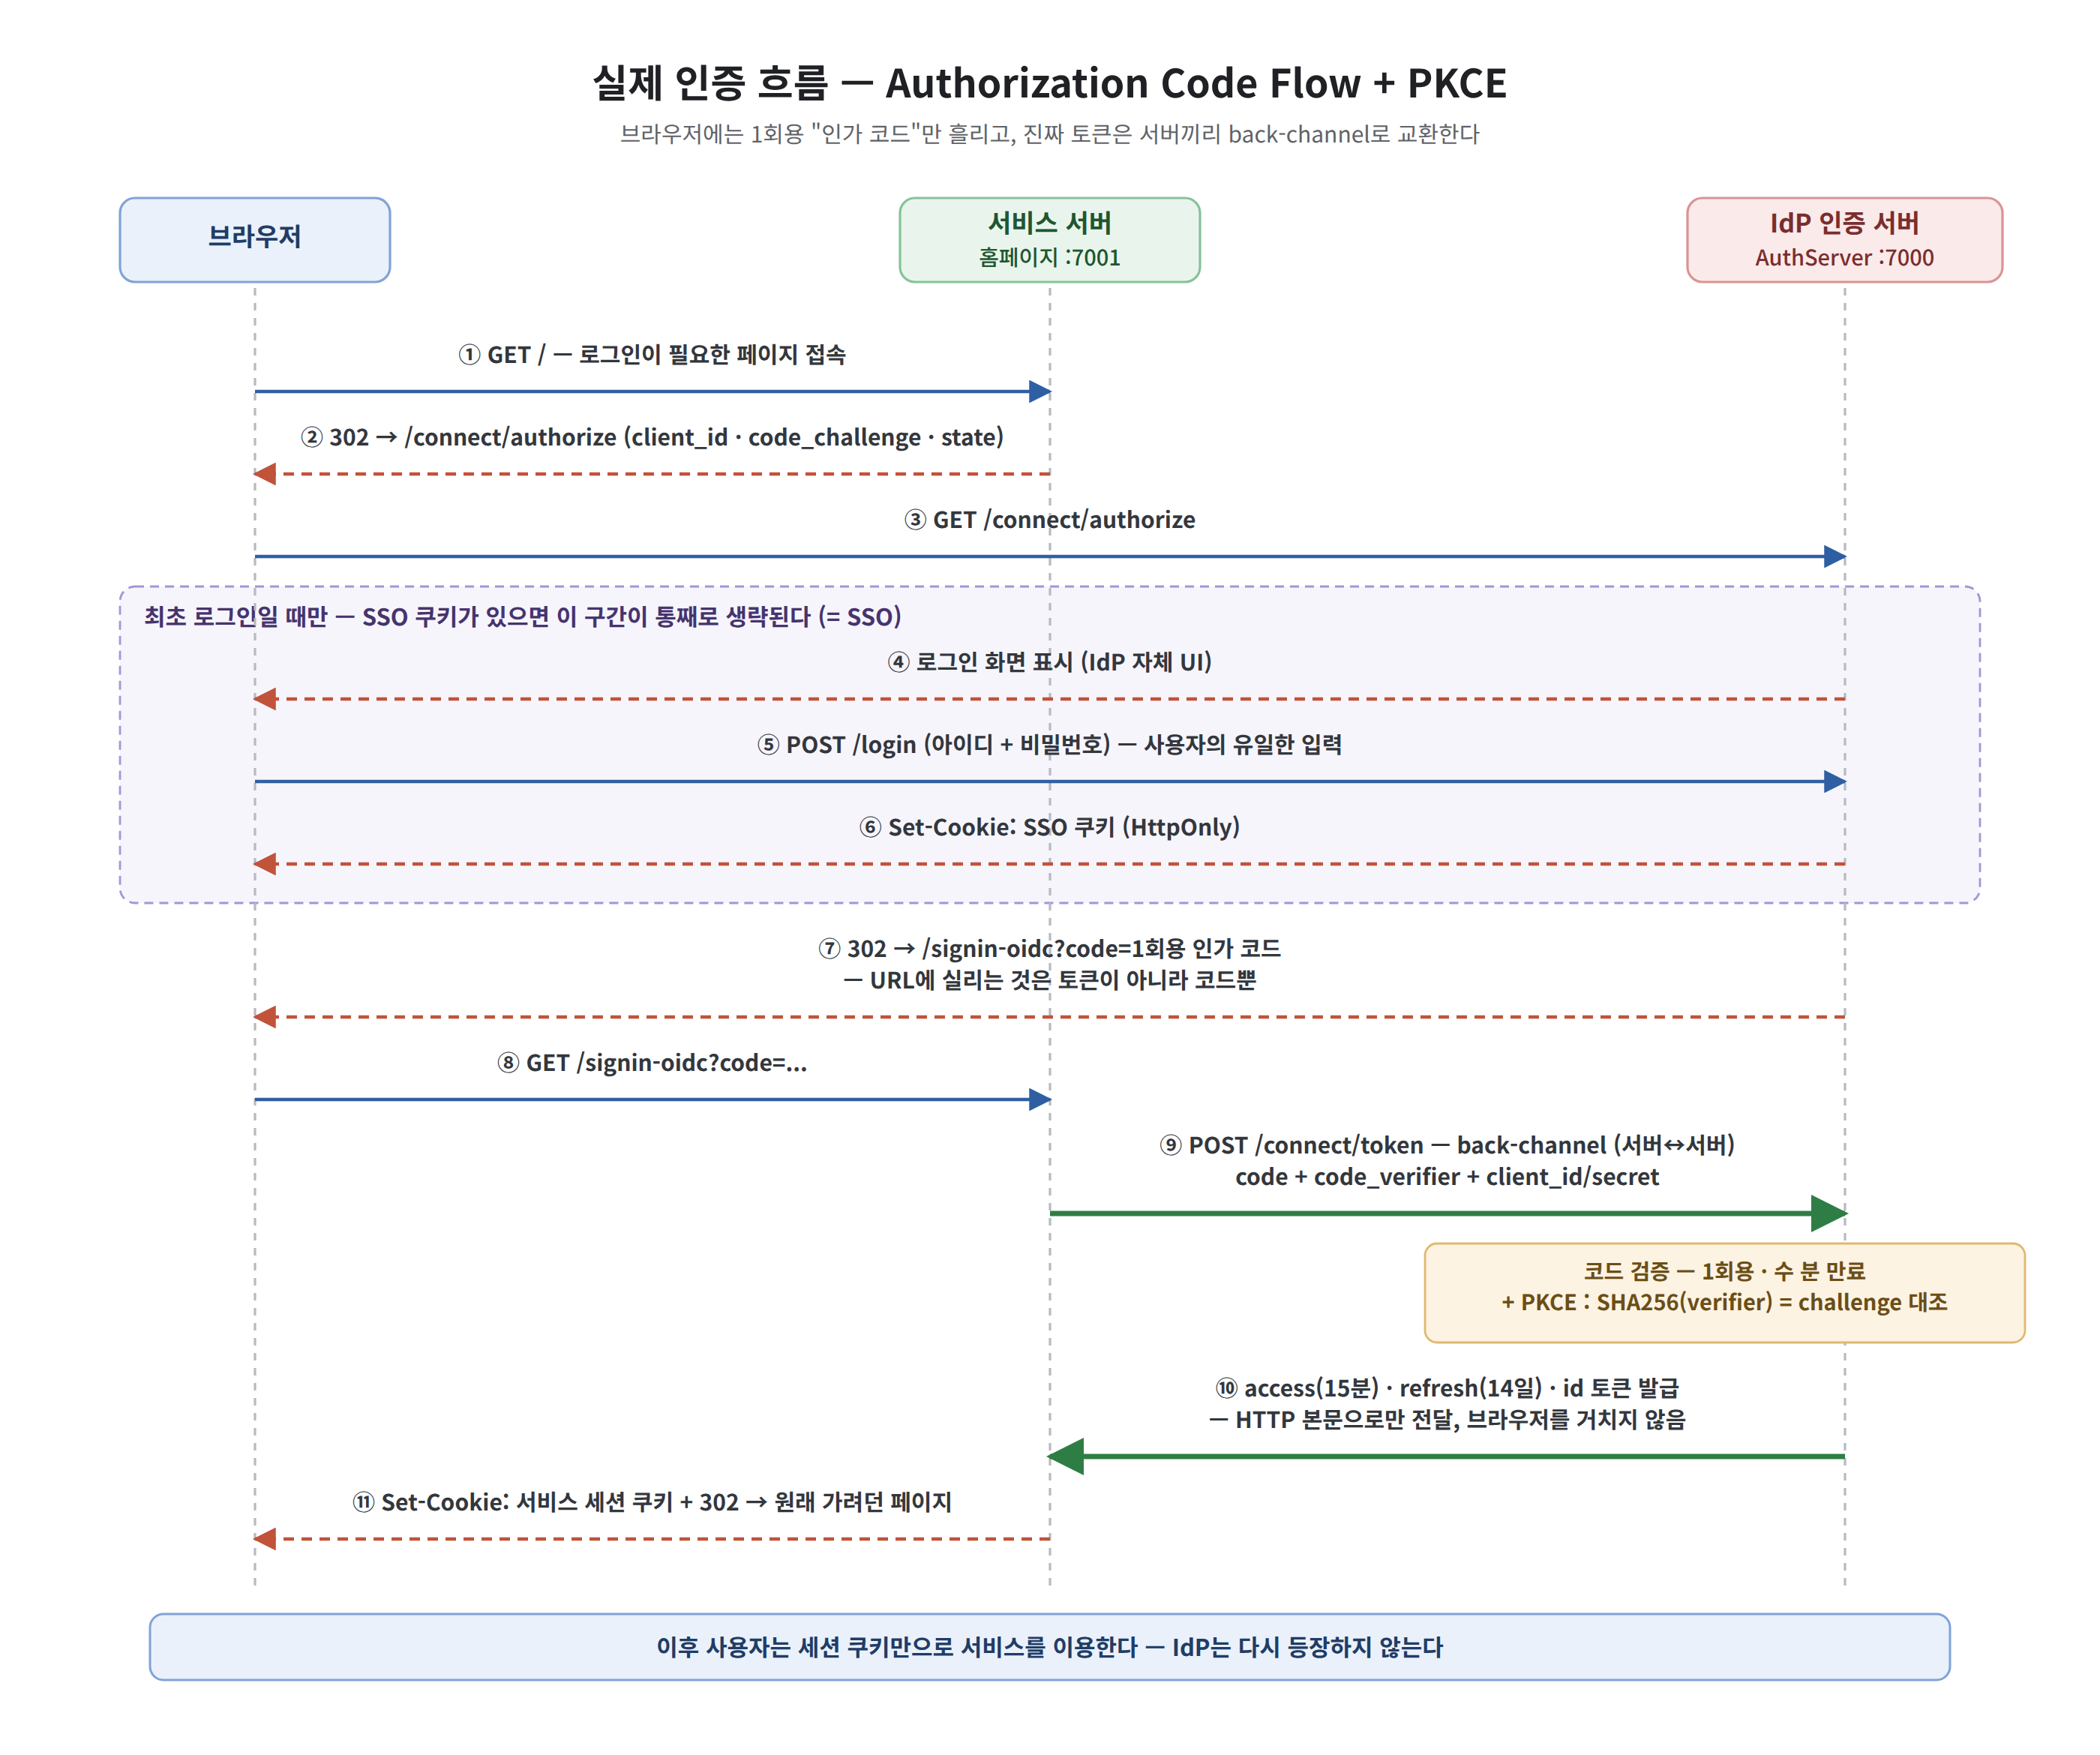 실제 인증 흐름 — Authorization Code Flow + PKCE
브라우저에는 1회용 "인가 코드"만 흘리고, 진짜 토큰은 서버끼리 back-channel로 교환한다
브라우저
서비스 서버
홈페이지 :7001
IdP 인증 서버
AuthServer :7000
① GET / — 로그인이 필요한 페이지 접속
② 302 → /connect/authorize (client_id · code_challenge · state)
③ GET /connect/authorize
최초 로그인일 때만 — SSO 쿠키가 있으면 이 구간이 통째로 생략된다 (= SSO)
④ 로그인 화면 표시 (IdP 자체 UI)
⑤ POST /login (아이디 + 비밀번호) — 사용자의 유일한 입력
⑥ Set-Cookie: SSO 쿠키 (HttpOnly)
⑦ 302 → /signin-oidc?code=1회용 인가 코드
— URL에 실리는 것은 토큰이 아니라 코드뿐
⑧ GET /signin-oidc?code=...
⑨ POST /connect/token — back-channel (서버↔서버)
code + code_verifier + client_id/secret
코드 검증 — 1회용 · 수 분 만료
+ PKCE : SHA256(verifier) = challenge 대조
⑩ access(15분) · refresh(14일) · id 토큰 발급
— HTTP 본문으로만 전달, 브라우저를 거치지 않음
⑪ Set-Cookie: 서비스 세션 쿠키 + 302 → 원래 가려던 페이지
이후 사용자는 세션 쿠키만으로 서비스를 이용한다 — IdP는 다시 등장하지 않는다